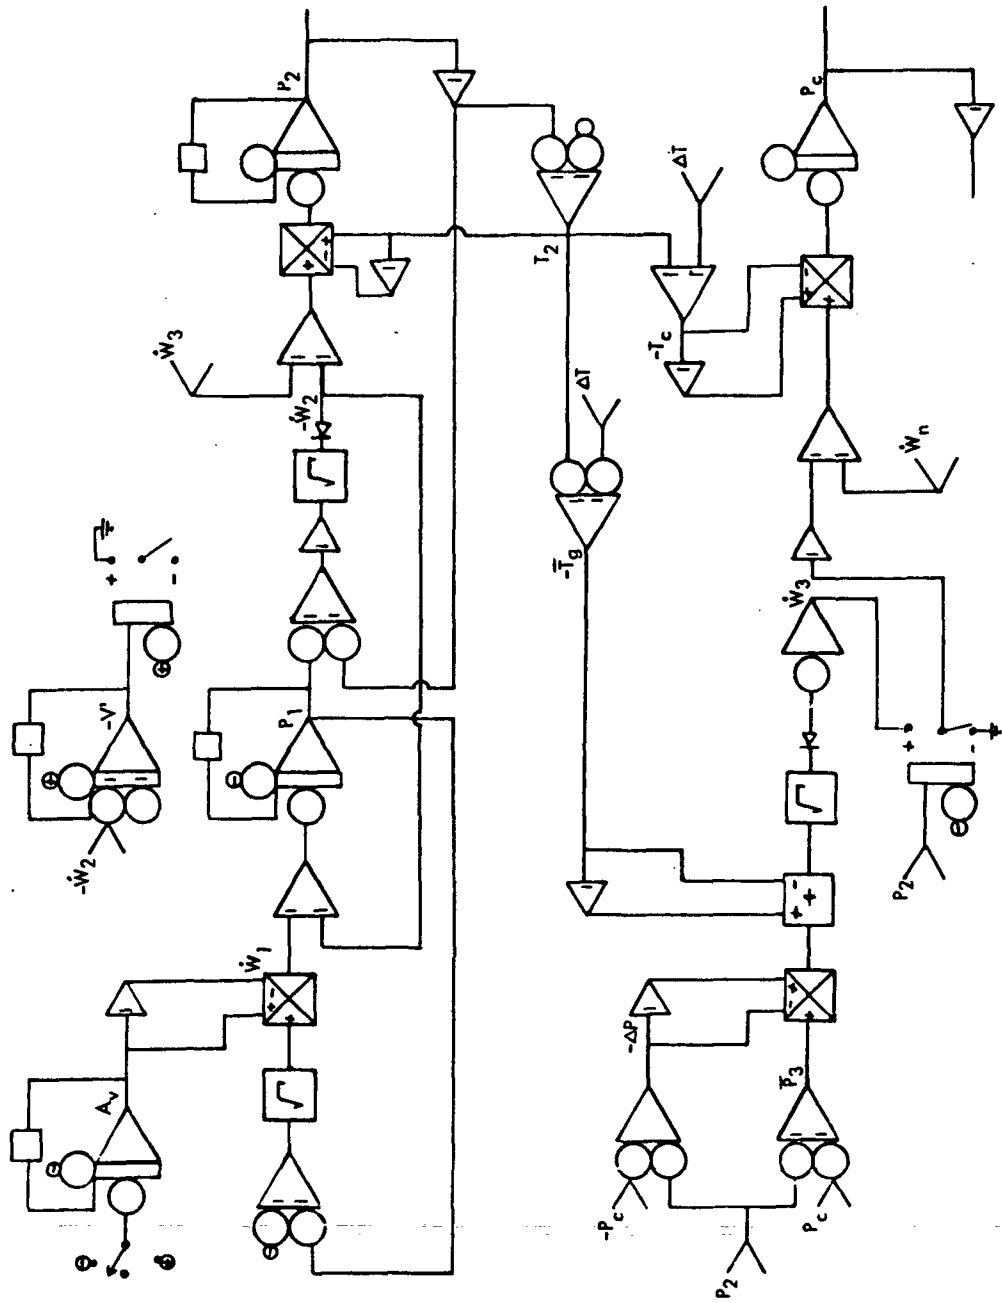 -Ẇ₂
-V'
+
-
A_v
Ẇ₁
P₁
-Ẇ₂
Ẇ₃
P₂
T₂
-T̄g
ΔT
-Pc
-ΔP
-Tc
ΔT
P₂
Pc
P̄₃
Ẇ₃
Pc
P₂
+
-
Ẇn